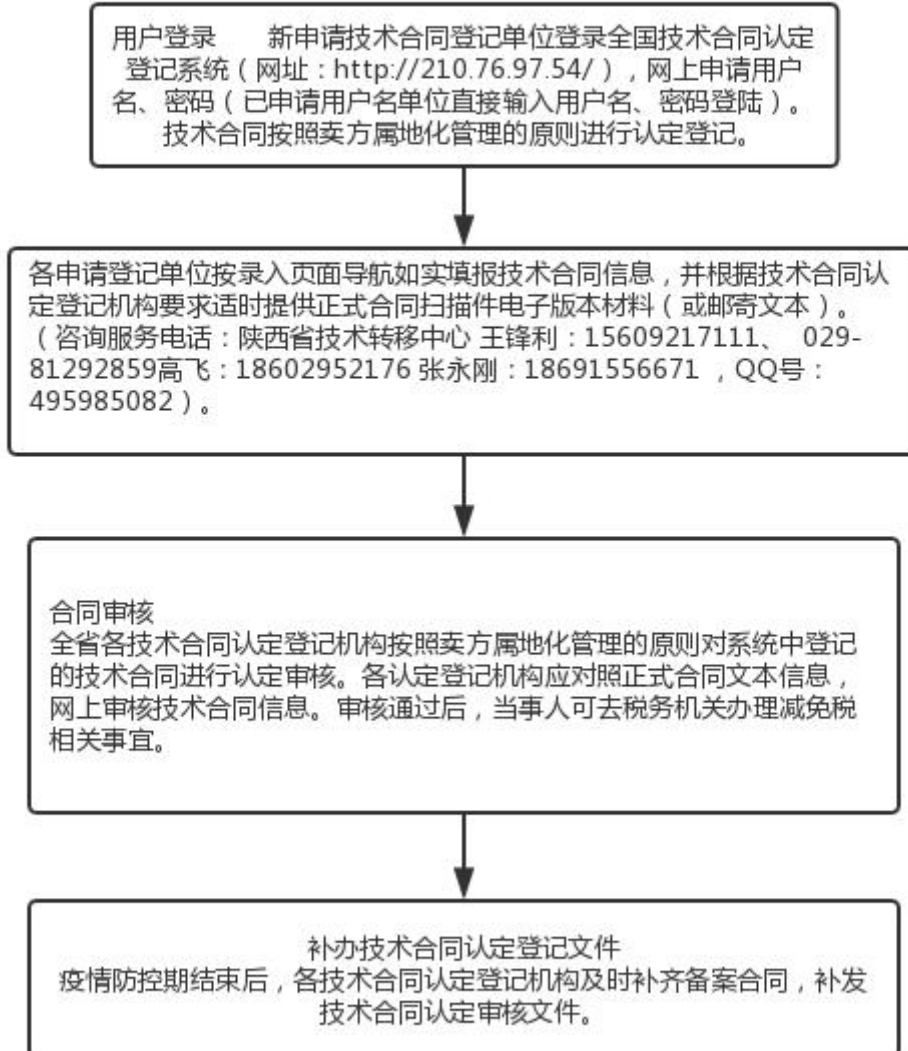 用户登录 新申请技术合同登记单位登录全国技术合同认定
登记系统（网址：http://210.76.97.54/），网上申请用户
名、密码（已申请用户名单位直接输入用户名、密码登陆）。
技术合同按照卖方属地化管理的原则进行认定登记。
各申请登记单位按录入页面导航如实填报技术合同信息，并根据技术合同认
定登记机构要求适时提供正式合同扫描件电子版本材料（或邮寄文本）。
（咨询服务电话：陕西省技术转移中心 王锋利：15609217111、 029-
81292859高飞：18602952176 张永刚：18691556671 ，QQ号：
495985082）。
合同审核
全省各技术合同认定登记机构按照卖方属地化管理的原则对系统中登记
的技术合同进行认定审核。各认定登记机构应对照正式合同文本信息，
网上审核技术合同信息。审核通过后，当事人可去税务机关办理减免税
相关事宜。
补办技术合同认定登记文件
疫情防控期结束后，各技术合同认定登记机构及时补齐备案合同，补发
技术合同认定审核文件。